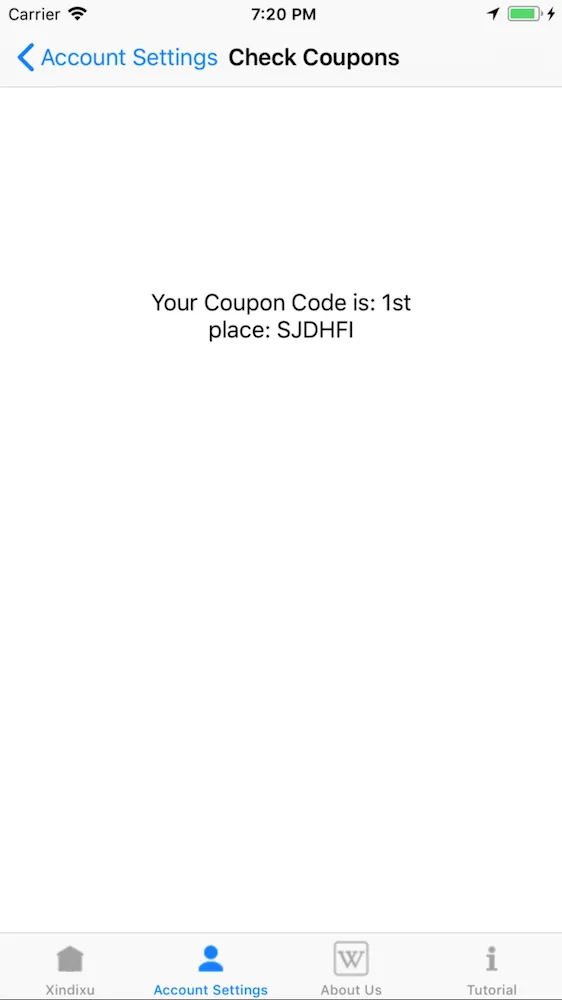 Carrier 7:20 PM
Account Settings Check Coupons
Your Coupon Code is: 1st
place: SJDHFI
W
Xindixu Account Settings About Us Tutorial